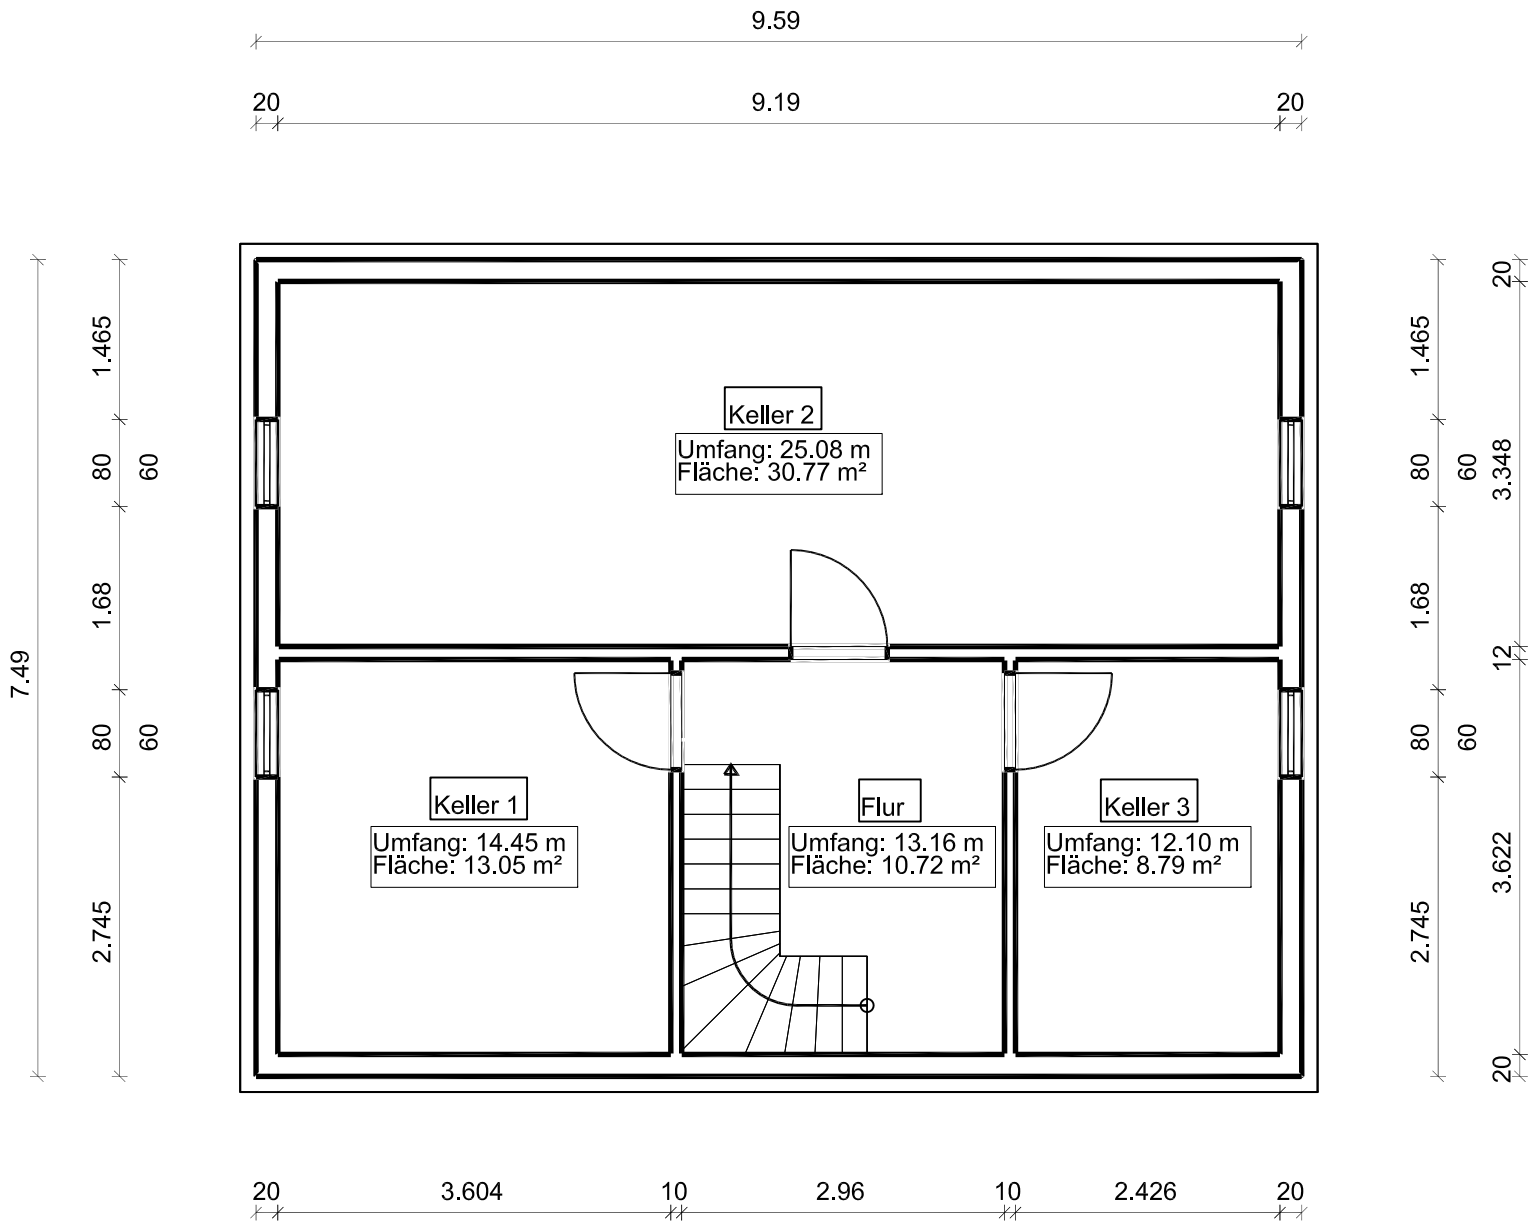 9.59
20 9.19 20
20
1.465
1.465
Keller 2
Umfang: 25.08 m
Fläche: 30.77 m²
80
60
80
60
3.348
1.68
1.68
7.49
12
80
60
80
60
Keller 1
Umfang: 14.45 m
Fläche: 13.05 m²
Flur
Umfang: 13.16 m
Fläche: 10.72 m²
Keller 3
Umfang: 12.10 m
Fläche: 8.79 m²
3.622
2.745
2.745
20
20 3.604 10 2.96 10 2.426 20